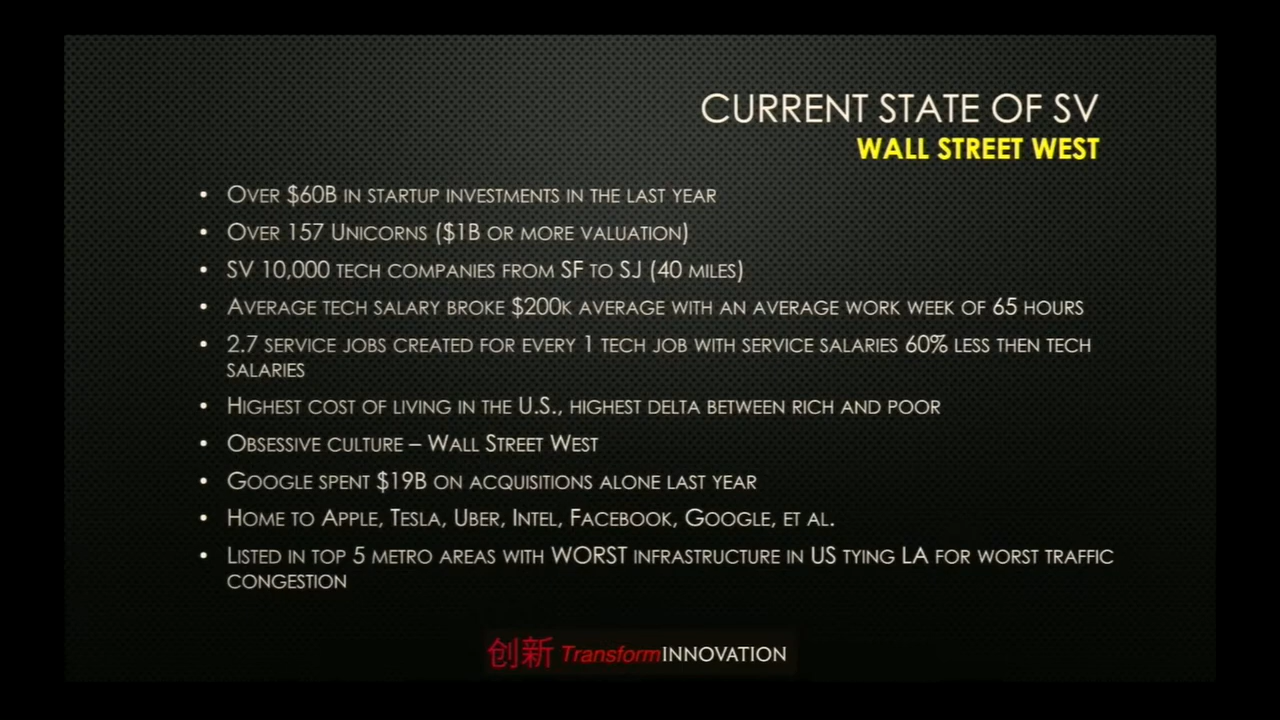 CURRENT STATE OF SV
WALL STREET WEST
• OVER $60B IN STARTUP INVESTMENTS IN THE LAST YEAR
• OVER 157 UNICORNS ($1B OR MORE VALUATION)
• SV 10,000 TECH COMPANIES FROM SF TO SJ (40 MILES)
• AVERAGE TECH SALARY BROKE $200K AVERAGE WITH AN AVERAGE WORK WEEK OF 65 HOURS
• 2.7 SERVICE JOBS CREATED FOR EVERY 1 TECH JOB WITH SERVICE SALARIES 60% LESS THEN TECH
SALARIES
• HIGHEST COST OF LIVING IN THE U.S., HIGHEST DELTA BETWEEN RICH AND POOR
• OBSESSIVE CULTURE – WALL STREET WEST
• GOOGLE SPENT $19B ON ACQUISITIONS ALONE LAST YEAR
• HOME TO APPLE, TESLA, UBER, INTEL, FACEBOOK, GOOGLE, ET AL.
• LISTED IN TOP 5 METRO AREAS WITH WORST INFRASTRUCTURE IN US TYING LA FOR WORST TRAFFIC
CONGESTION
创新 TransformINNOVATION